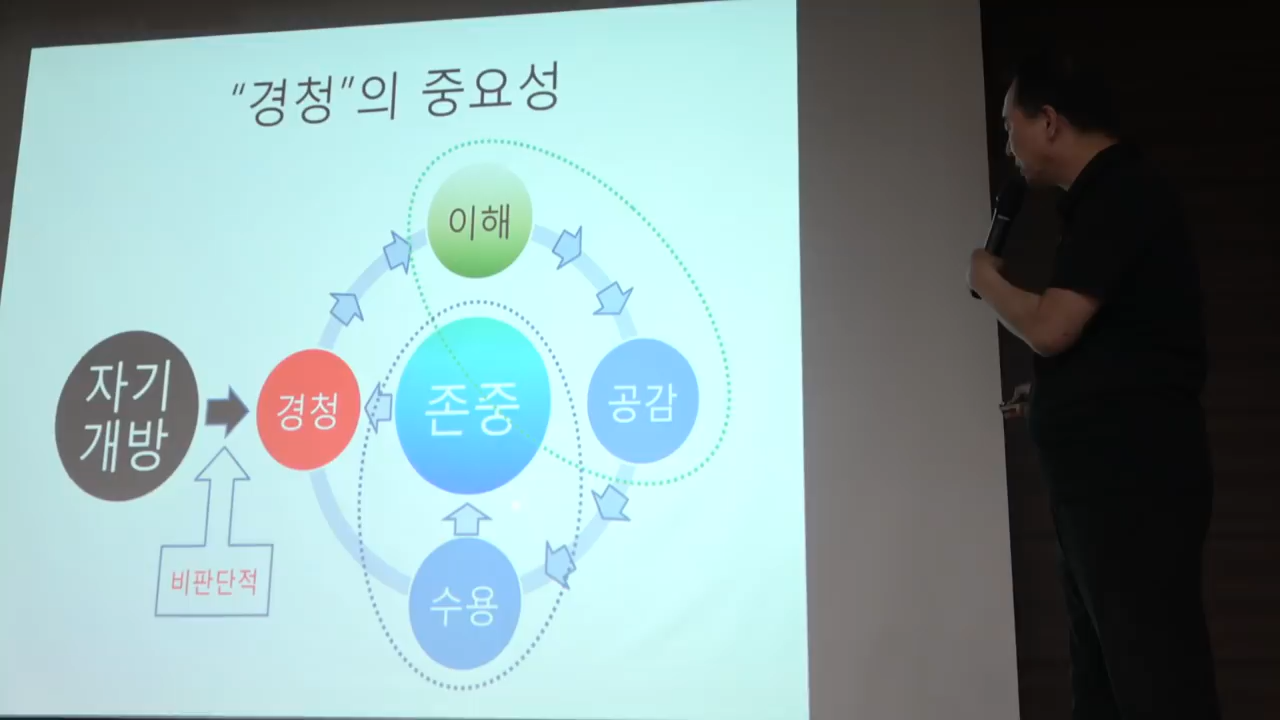 “경청”의 중요성
이해
자기
개방
경청
존중
공감
비판단적
수용